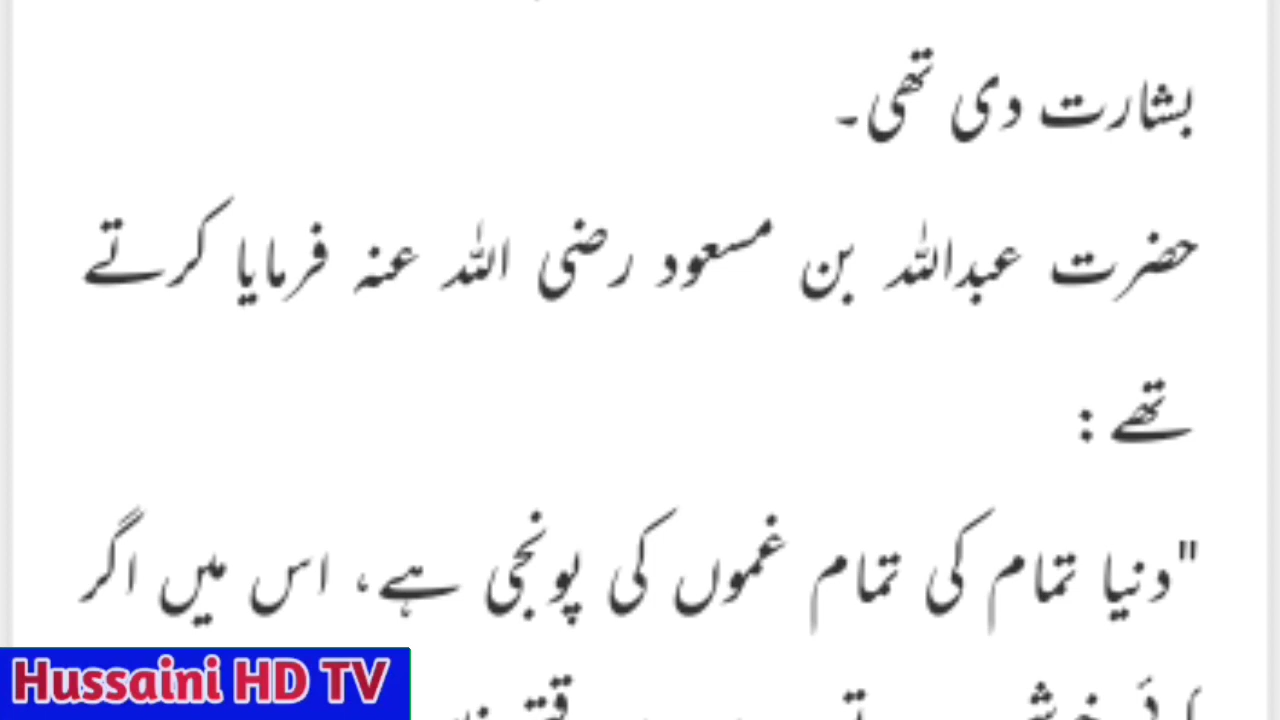 بشارت دی تھی۔
حضرت عبداللہ بن مسعود رضی اللہ عنہ فرمایا کرتے
تھے :
"دنیا تمام کی تمام غموں کی پونجی ہے، اس میں اگر
Hussaini HD TV